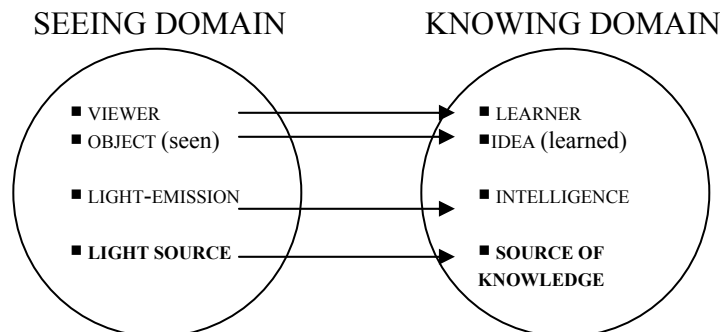 SEEING DOMAIN
KNOWING DOMAIN
▪ VIEWER
▪ OBJECT (seen)
▪ LIGHT-EMISSION
▪ LIGHT SOURCE
▪ LEARNER
▪IDEA (learned)
▪ INTELLIGENCE
▪ SOURCE OF
KNOWLEDGE